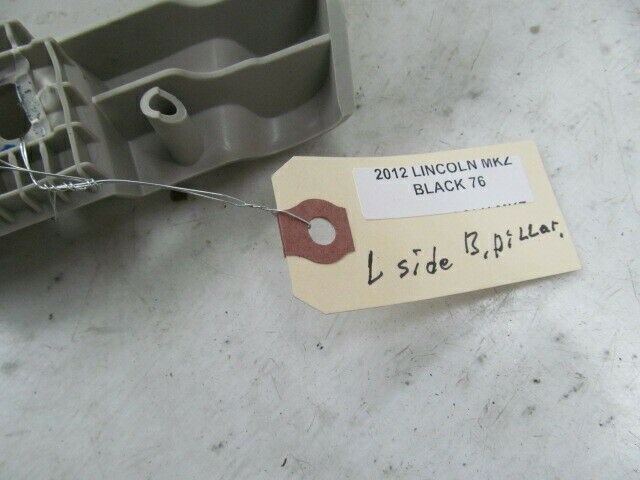 2012 LINCOLN MKZ
BLACK 76
L side B, pillar.